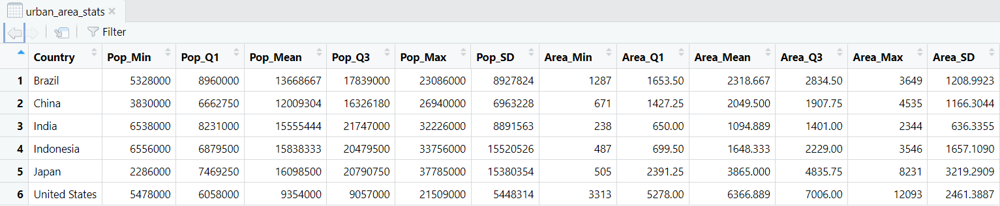 urban_area_stats
Filter
Country Pop_Min Pop_Q1 Pop_Mean Pop_Q3 Pop_Max Pop_SD Area_Min Area_Q1 Area_Mean Area_Q3 Area_Max Area_SD
1 Brazil 5328000 8960000 13668667 17839000 23086000 8927824 1287 1653.50 2318.667 2834.50 3649 1208.9923
2 China 3830000 6662750 12009304 16326180 26940000 6963228 671 1427.25 2049.500 1907.75 4535 1166.3044
3 India 6538000 8231000 15555444 21747000 32226000 8891563 238 650.00 1094.889 1401.00 2344 636.3355
4 Indonesia 6556000 6879500 15838333 20479500 33756000 15520526 487 699.50 1648.333 2229.00 3546 1657.1090
5 Japan 2286000 7469250 16098500 20790750 37785000 15380354 505 2391.25 3865.000 4835.75 8231 3219.2909
6 United States 5478000 6058000 9354000 9057000 21509000 5448314 3313 5278.00 6366.889 7006.00 12093 2461.3887